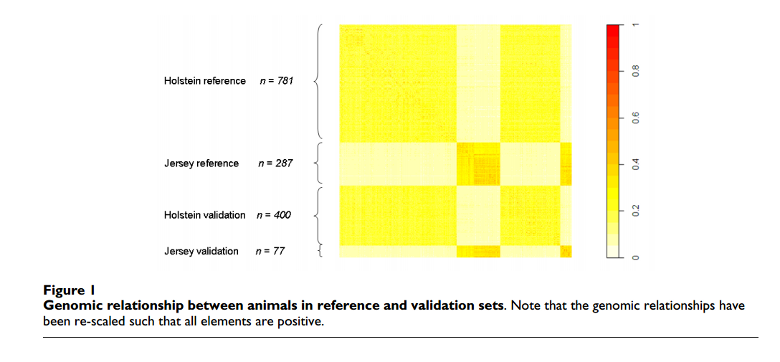 Holstein reference n = 781
Jersey reference n = 287
Holstein validation n = 400
Jersey validation n = 77
1
0.8
0.6
0.4
0.2
0
Figure 1
Genomic relationship between animals in reference and validation sets. Note that the genomic relationships have
been re-scaled such that all elements are positive.